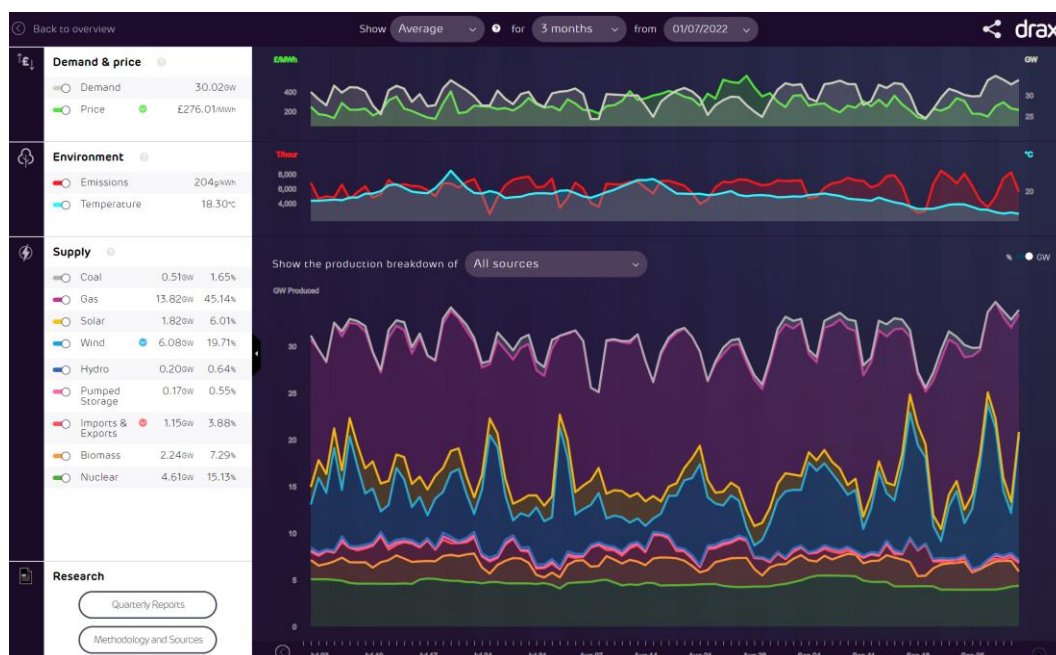 Back to overview
Show Average for 3 months from 01/07/2022
drax
Demand & price
Demand 30.02GW
Price £276.01/MWh
Environment
Emissions 204g/kWh
Temperature 18.30°C
Supply
Coal 0.51GW 1.65%
Gas 13.82GW 45.14%
Solar 1.82GW 6.01%
Wind 6.08GW 19.71%
Hydro 0.20GW 0.64%
Pumped Storage 0.17GW 0.55%
Imports & Exports 1.15GW 3.88%
Biomass 2.24GW 7.29%
Nuclear 4.61GW 15.13%
Research
Quarterly Reports
Methodology and Sources
£/MWh
GW
400
200
30
25
T/hour
°C
8,000
6,000
4,000
20
Show the production breakdown of All sources
% GW
GW Produced
30
25
20
15
10
5
0